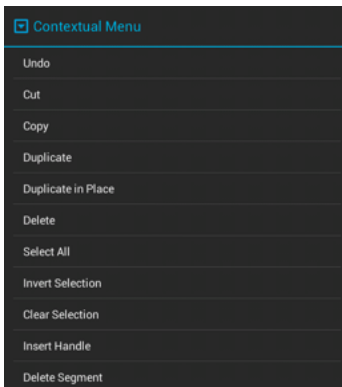 Contextual Menu
Undo
Cut
Copy
Duplicate
Duplicate in Place
Delete
Select All
Invert Selection
Clear Selection
Insert Handle
Delete Segment